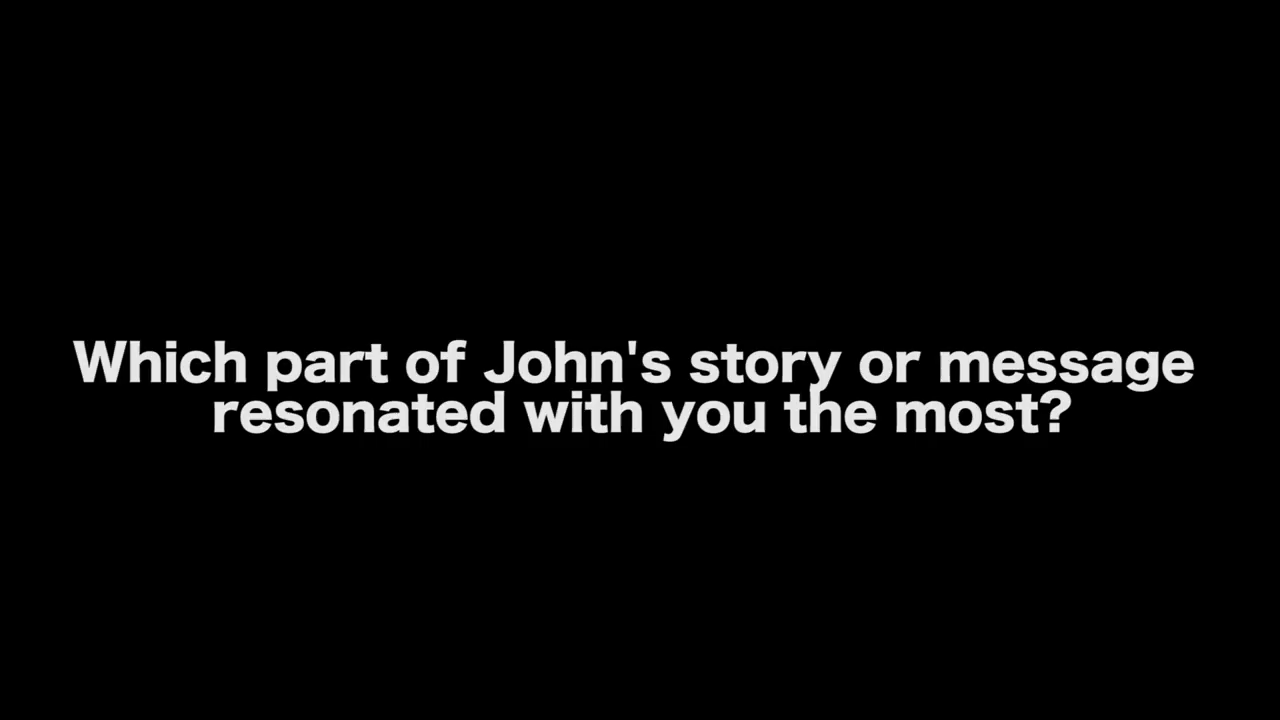 Which part of John's story or message
resonated with you the most?